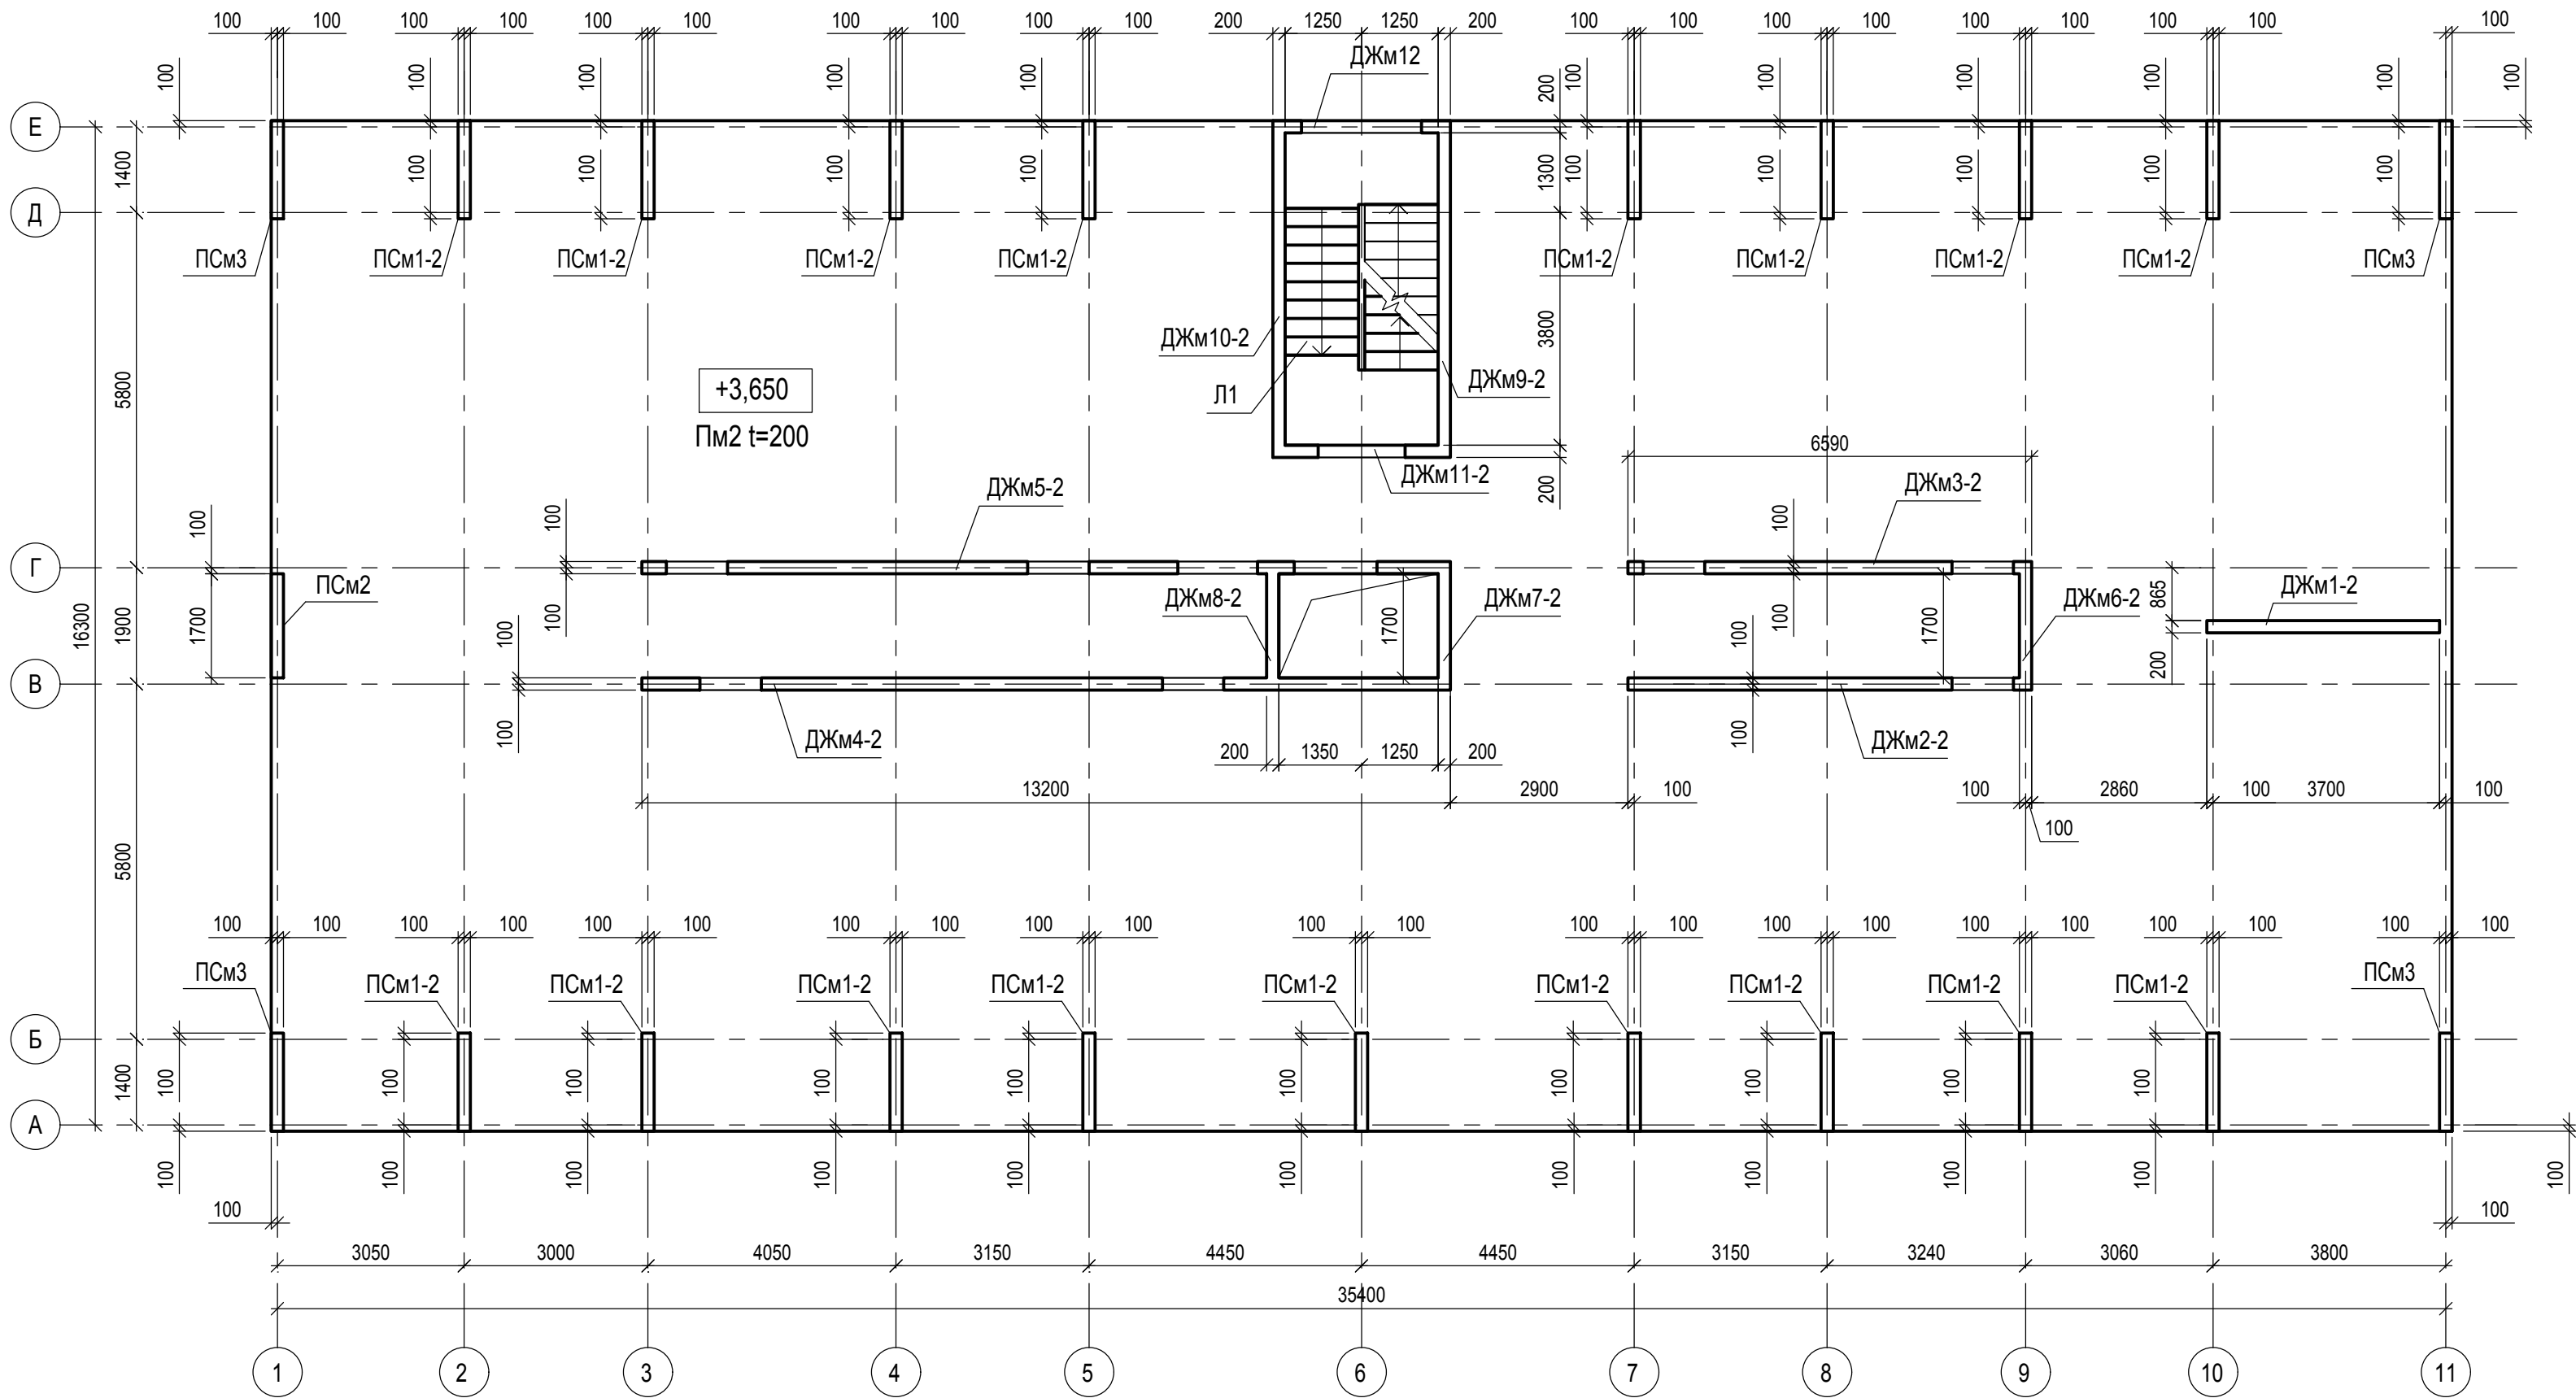 100 100 100 100 100 100 100 100 100 200 1250 1250 200 100 100 100 100 100 100 100 100 100
ДЖм12
100 100 100 100 100 200 100 100 100 100 100 100
Е
1400 100 100 100 100 1300 100 100 100 100 100
Д
ПСм3 ПСм1-2 ПСм1-2 ПСм1-2 ПСм1-2 ПСм1-2 ПСм1-2 ПСм1-2 ПСм1-2 ПСм3
ДЖм10-2 3800
5800 +3,650 Л1 ДЖм9-2
Пм2 t=200
6590
ДЖм11-2 200
ДЖм5-2 ДЖм3-2
100 100 100
Г
16300 1900 1700 ПСм2 100 100 ДЖм8-2 1700 ДЖм7-2 100 100 1700 ДЖм6-2 865 ДЖм1-2
200
В
100 ДЖм4-2 100 ДЖм2-2
200 1350 1250 200
13200 2900 100 100 2860 100 3700 100
100
5800
100 100 100 100 100 100 100 100 100 100 100 100 100 100 100 100 100 100 100 100 100 100
ПСм3 ПСм3
ПСм1-2 ПСм1-2 ПСм1-2 ПСм1-2 ПСм1-2 ПСм1-2 ПСм1-2 ПСм1-2 ПСм1-2
Б
1400 100 100 100 100 100 100 100 100 100 100
А
100 100 100 100 100 100 100 100 100 100 100
100 100
3050 3000 4050 3150 4450 4450 3150 3240 3060 3800
35400
1 2 3 4 5 6 7 8 9 10 11